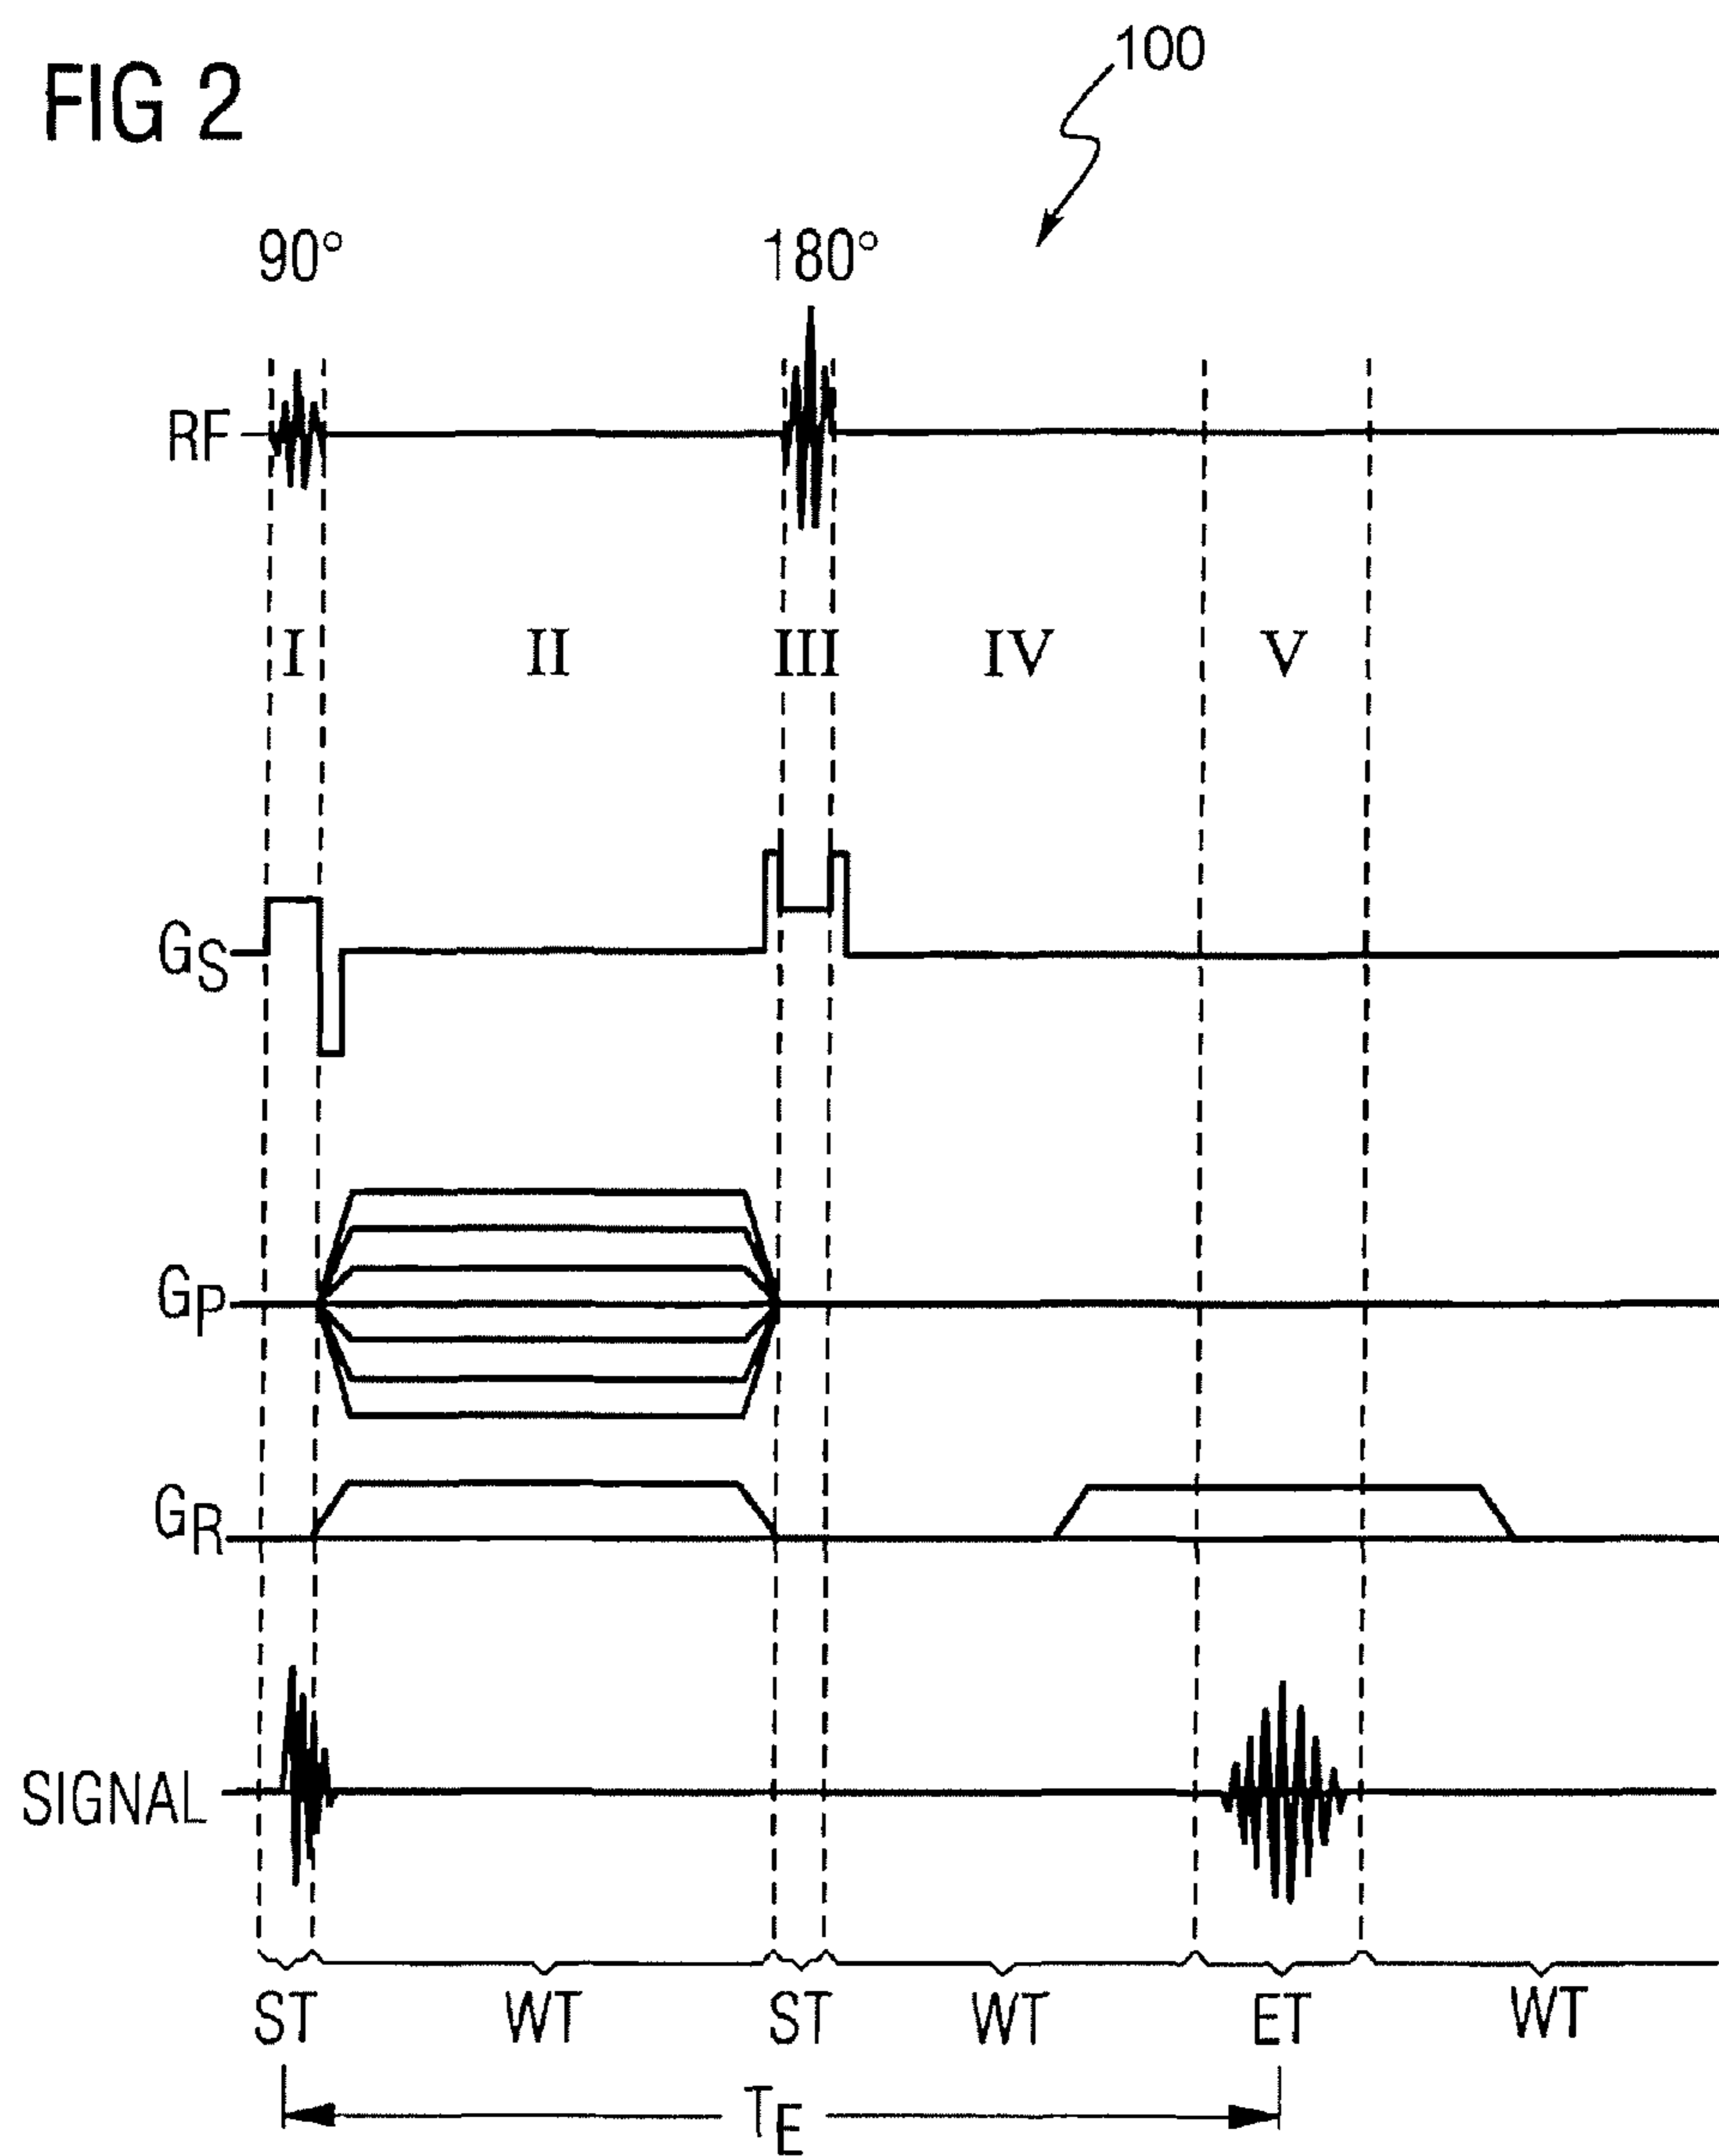 FIG 2
100
90° 180°
RF
I II III IV V
GS
GP
GR
SIGNAL
ST WT ST WT ET WT
TE